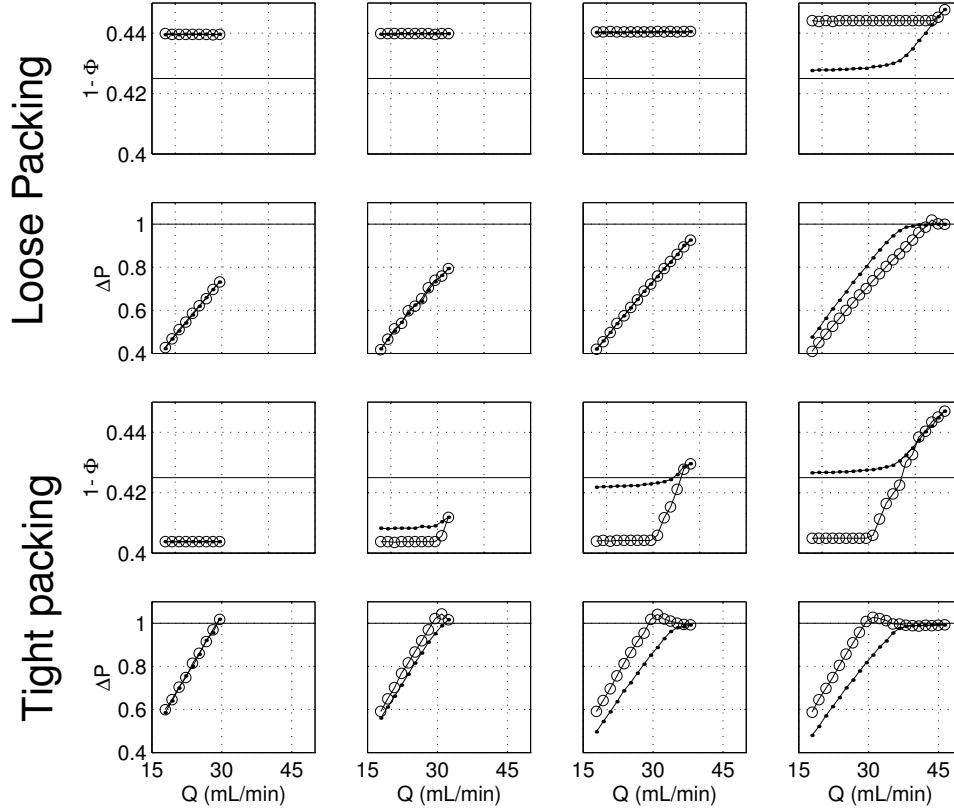 Loose Packing
1- Φ
0.44
0.42
0.4
ΔP
1
0.8
0.6
0.4
Tight packing
1- Φ
0.44
0.42
0.4
ΔP
1
0.8
0.6
0.4
15 30 45
15 30 45
15 30 45
15 30 45
Q (mL/min)
Q (mL/min)
Q (mL/min)
Q (mL/min)